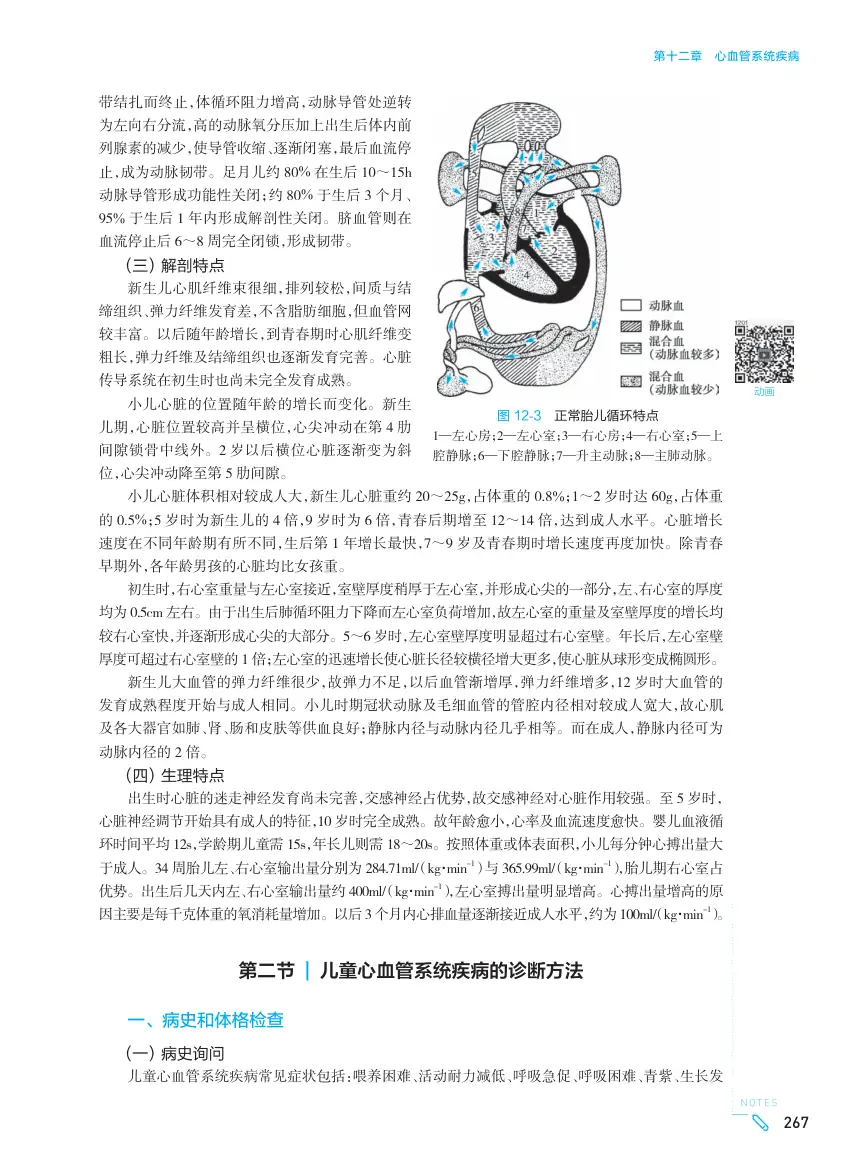 第十二章 心血管系统疾病
带结扎而终止，体循环阻力增高，动脉导管处逆转
为左向右分流，高的动脉氧分压加上出生后体内前
列腺素的减少，使导管收缩、逐渐闭塞，最后血流停
止，成为动脉韧带。足月儿约 80% 在生后 10～15h
动脉导管形成功能性关闭；约 80% 于生后 3 个月、
95% 于生后 1 年内形成解剖性关闭。脐血管则在
血流停止后 6～8 周完全闭锁，形成韧带。
（三）解剖特点
新生儿心肌纤维束很细，排列较松，间质与结
缔组织、弹力纤维发育差，不含脂肪细胞，但血管网
较丰富。以后随年龄增长，到青春期时心肌纤维变
粗长，弹力纤维及结缔组织也逐渐发育完善。心脏
传导系统在初生时也尚未完全发育成熟。
小儿心脏的位置随年龄的增长而变化。新生
儿期，心脏位置较高并呈横位，心尖冲动在第 4 肋
间隙锁骨中线外。2 岁以后横位心脏逐渐变为斜
位，心尖冲动降至第 5 肋间隙。
1
2
3
4
6
动脉血
静脉血
混合血
（动脉血较多）
混合血
（动脉血较少）
1201
动画
图 12-3 正常胎儿循环特点
1—左心房；2—左心室；3—右心房；4—右心室；5—上
腔静脉；6—下腔静脉；7—升主动脉；8—主肺动脉。
小儿心脏体积相对较成人大，新生儿心脏重约 20～25g，占体重的 0.8%；1～2 岁时达 60g，占体重
的 0.5%；5 岁时为新生儿的 4 倍，9 岁时为 6 倍，青春后期增至 12～14 倍，达到成人水平。心脏增长
速度在不同年龄期有所不同，生后第 1 年增长最快，7～9 岁及青春期时增长速度再度加快。除青春
早期外，各年龄男孩的心脏均比女孩重。
初生时，右心室重量与左心室接近，室壁厚度稍厚于左心室，并形成心尖的一部分，左、右心室的厚度
均为 0.5cm 左右。由于出生后肺循环阻力下降而左心室负荷增加，故左心室的重量及室壁厚度的增长均
较右心室快，并逐渐形成心尖的大部分。5～6 岁时，左心室壁厚度明显超过右心室壁。年长后，左心室壁
厚度可超过右心室壁的 1 倍；左心室的迅速增长使心脏长径较横径增大更多，使心脏从球形变成椭圆形。
新生儿大血管的弹力纤维很少，故弹力不足，以后血管渐增厚，弹力纤维增多，12 岁时大血管的
发育成熟程度开始与成人相同。小儿时期冠状动脉及毛细血管的管腔内径相对较成人宽大，故心肌
及各大器官如肺、肾、肠和皮肤等供血良好；静脉内径与动脉内径几乎相等。而在成人，静脉内径可为
动脉内径的 2 倍。
（四）生理特点
出生时心脏的迷走神经发育尚未完善，交感神经占优势，故交感神经对心脏作用较强。至 5 岁时，
心脏神经调节开始具有成人的特征，10 岁时完全成熟。故年龄愈小，心率及血流速度愈快。婴儿血液循
环时间平均 12s，学龄期儿童需 15s，年长儿则需 18～20s。按照体重或体表面积，小儿每分钟心搏出量大
于成人。34 周胎儿左、右心室输出量分别为 284.71ml/（kg·min⁻¹）与 365.99ml/（kg·min⁻¹），胎儿期右心室占
优势。出生后几天内左、右心室输出量约 400ml/（kg·min⁻¹），左心室搏出量明显增高。心搏出量增高的原
因主要是每千克体重的氧消耗量增加。以后 3 个月内心排血量逐渐接近成人水平，约为 100ml/（kg·min⁻¹）。
第二节 | 儿童心血管系统疾病的诊断方法
一、病史和体格检查
（一）病史询问
儿童心血管系统疾病常见症状包括：喂养困难、活动耐力减低、呼吸急促、呼吸困难、青紫、生长发
NOTES
267